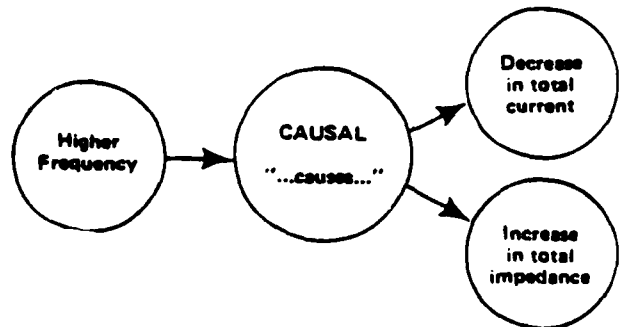 Higher
Frequency
CAUSAL
"...causes..."
Decrease
in total
current
Increase
in total
impedance